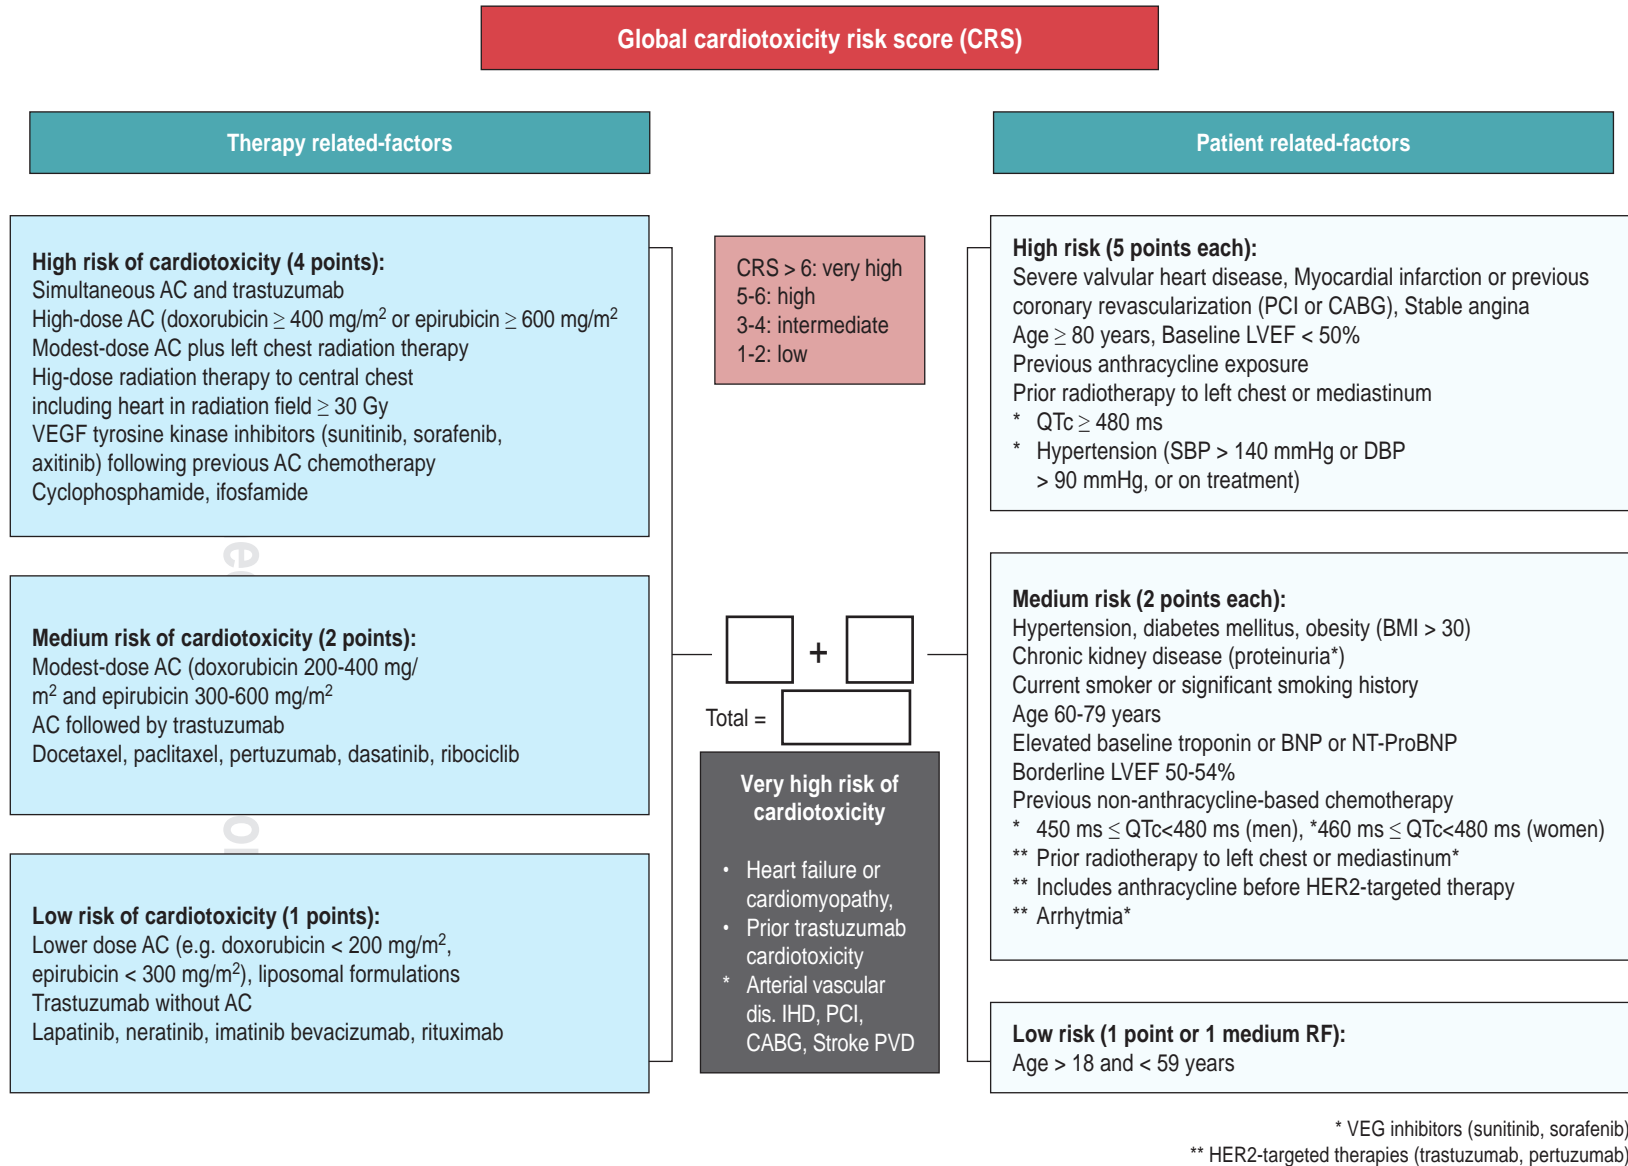 Global cardiotoxicity risk score (CRS)
Therapy related-factors
High risk of cardiotoxicity (4 points):
Simultaneous AC and trastuzumab
High-dose AC (doxorubicin ≥ 400 mg/m² or epirubicin ≥ 600 mg/m²
Modest-dose AC plus left chest radiation therapy
Hig-dose radiation therapy to central chest
including heart in radiation field ≥ 30 Gy
VEGF tyrosine kinase inhibitors (sunitinib, sorafenib,
axitinib) following previous AC chemotherapy
Cyclophosphamide, ifosfamide
Medium risk of cardiotoxicity (2 points):
Modest-dose AC (doxorubicin 200-400 mg/
m² and epirubicin 300-600 mg/m²
AC followed by trastuzumab
Docetaxel, paclitaxel, pertuzumab, dasatinib, ribociclib
Low risk of cardiotoxicity (1 points):
Lower dose AC (e.g. doxorubicin < 200 mg/m²,
epirubicin < 300 mg/m²), liposomal formulations
Trastuzumab without AC
Lapatinib, neratinib, imatinib bevacizumab, rituximab
CRS > 6: very high
5-6: high
3-4: intermediate
1-2: low
+
Total =
Very high risk of
cardiotoxicity
• Heart failure or
cardiomyopathy,
• Prior trastuzumab
cardiotoxicity
* Arterial vascular
dis. IHD, PCI,
CABG, Stroke PVD
Patient related-factors
High risk (5 points each):
Severe valvular heart disease, Myocardial infarction or previous
coronary revascularization (PCI or CABG), Stable angina
Age ≥ 80 years, Baseline LVEF < 50%
Previous anthracycline exposure
Prior radiotherapy to left chest or mediastinum
* QTc ≥ 480 ms
* Hypertension (SBP > 140 mmHg or DBP
> 90 mmHg, or on treatment)
Medium risk (2 points each):
Hypertension, diabetes mellitus, obesity (BMI > 30)
Chronic kidney disease (proteinuria*)
Current smoker or significant smoking history
Age 60-79 years
Elevated baseline troponin or BNP or NT-ProBNP
Borderline LVEF 50-54%
Previous non-anthracycline-based chemotherapy
* 450 ms ≤ QTc<480 ms (men), *460 ms ≤ QTc<480 ms (women)
** Prior radiotherapy to left chest or mediastinum*
** Includes anthracycline before HER2-targeted therapy
** Arrhytmia*
Low risk (1 point or 1 medium RF):
Age > 18 and < 59 years
* VEG inhibitors (sunitinib, sorafenib)
** HER2-targeted therapies (trastuzumab, pertuzumab)